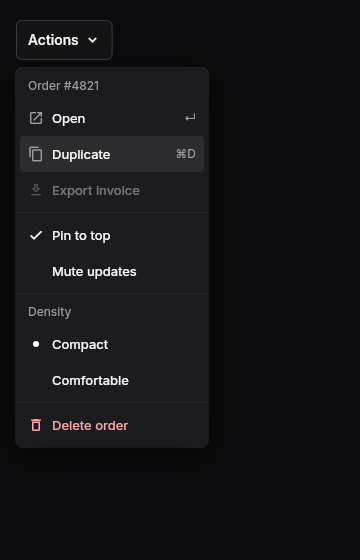 Actions
Order #4821
Open ↵
Duplicate ⌘D
Export invoice
Pin to top
Mute updates
Density
Compact
Comfortable
Delete order